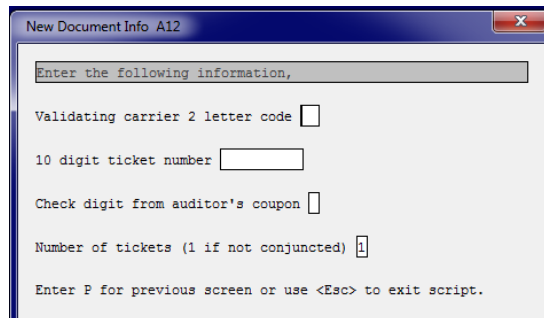 New Document Info A12
Enter the following information,
Validating carrier 2 letter code
10 digit ticket number
Check digit from auditor's coupon
Number of tickets (1 if not conjuncted) 1
Enter P for previous screen or use <Esc> to exit script.